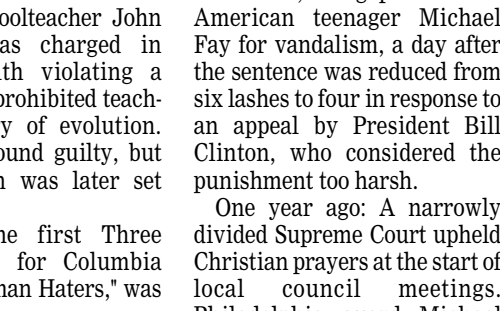 oolteacher John
as charged in
th violating a
prohibited teach-
y of evolution.
ound guilty, but
n was later set
ne first Three
for Columbia
nan Haters," was
American teenager Michael
Fay for vandalism, a day after
the sentence was reduced from
six lashes to four in response to
an appeal by President Bill
Clinton, who considered the
punishment too harsh.
One year ago: A narrowly
divided Supreme Court upheld
Christian prayers at the start of
local council meetings.